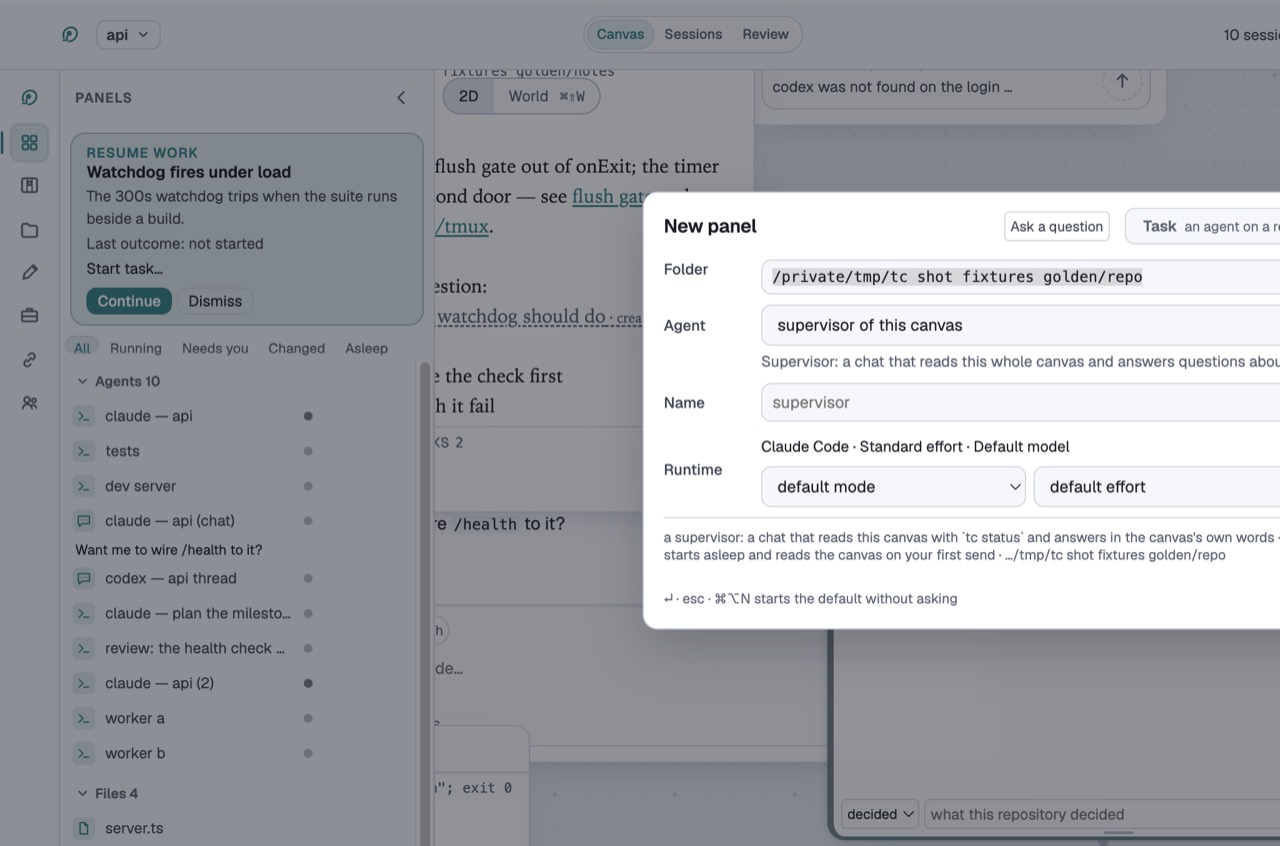 api
Canvas
Sessions
Review
10 sessi
PANELS
RESUME WORK
Watchdog fires under load
The 300s watchdog trips when the suite runs
beside a build.
Last outcome: not started
Start task…
Continue
Dismiss
All
Running
Needs you
Changed
Asleep
Agents 10
claude — api
tests
dev server
claude — api (chat)
Want me to wire /health to it?
codex — api thread
claude — plan the milesto…
review: the health check …
claude — api (2)
worker a
worker b
Files 4
server.ts
fixtures golden/notes
2D
World ⌘⇧W
flush gate out of onExit; the timer
ond door — see flush gat
/tmux.
estion:
watchdog should do · crea
e the check first
h it fail
KS 2
re /health to it?
h
de…
"; exit 0
codex was not found on the login …
New panel
Ask a question
Task an agent on a re
Folder
/private/tmp/tc shot fixtures golden/repo
Agent
supervisor of this canvas
Supervisor: a chat that reads this whole canvas and answers questions abou
Name
supervisor
Claude Code · Standard effort · Default model
Runtime
default mode
default effort
a supervisor: a chat that reads this canvas with `tc status` and answers in the canvas's own words ·
starts asleep and reads the canvas on your first send · …/tmp/tc shot fixtures golden/repo
↵ · esc · ⌘⌥N starts the default without asking
decided
what this repository decided